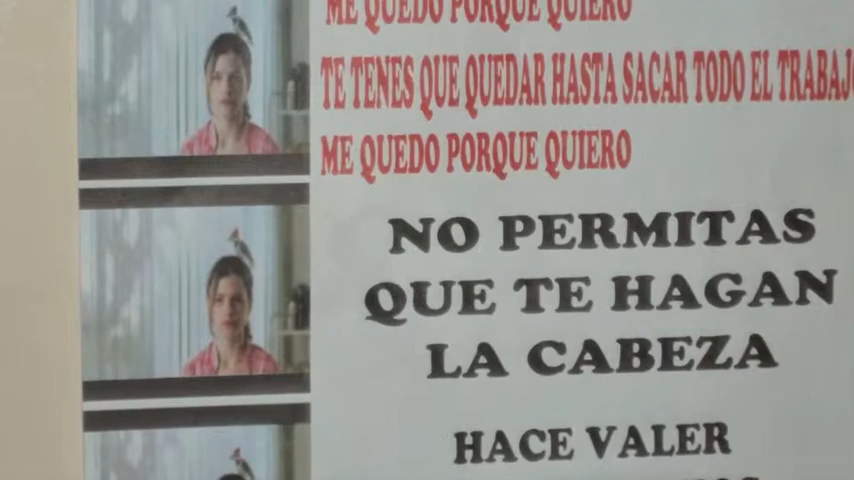 ME QUEDO PORQUE QUIERO
TE TENES QUE QUEDAR HASTA SACAR TODO EL TRABAJO
ME QUEDO PORQUE QUIERO
NO PERMITAS
QUE TE HAGAN
LA CABEZA
HACE VALER